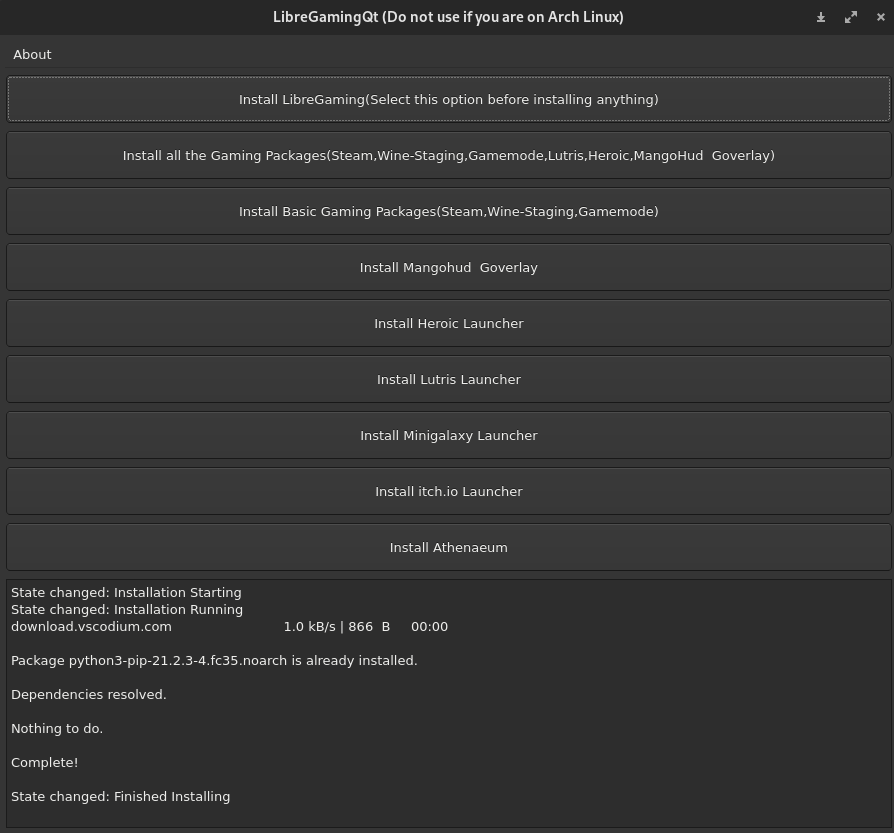 LibreGamingQt (Do not use if you are on Arch Linux)
About
Install LibreGaming(Select this option before installing anything)
Install all the Gaming Packages(Steam,Wine-Staging,Gamemode,Lutris,Heroic,MangoHud  Goverlay)
Install Basic Gaming Packages(Steam,Wine-Staging,Gamemode)
Install Mangohud  Goverlay
Install Heroic Launcher
Install Lutris Launcher
Install Minigalaxy Launcher
Install itch.io Launcher
Install Athenaeum
State changed: Installation Starting
State changed: Installation Running
download.vscodium.com                          1.0 kB/s | 866  B     00:00
Package python3-pip-21.2.3-4.fc35.noarch is already installed.
Dependencies resolved.
Nothing to do.
Complete!
State changed: Finished Installing